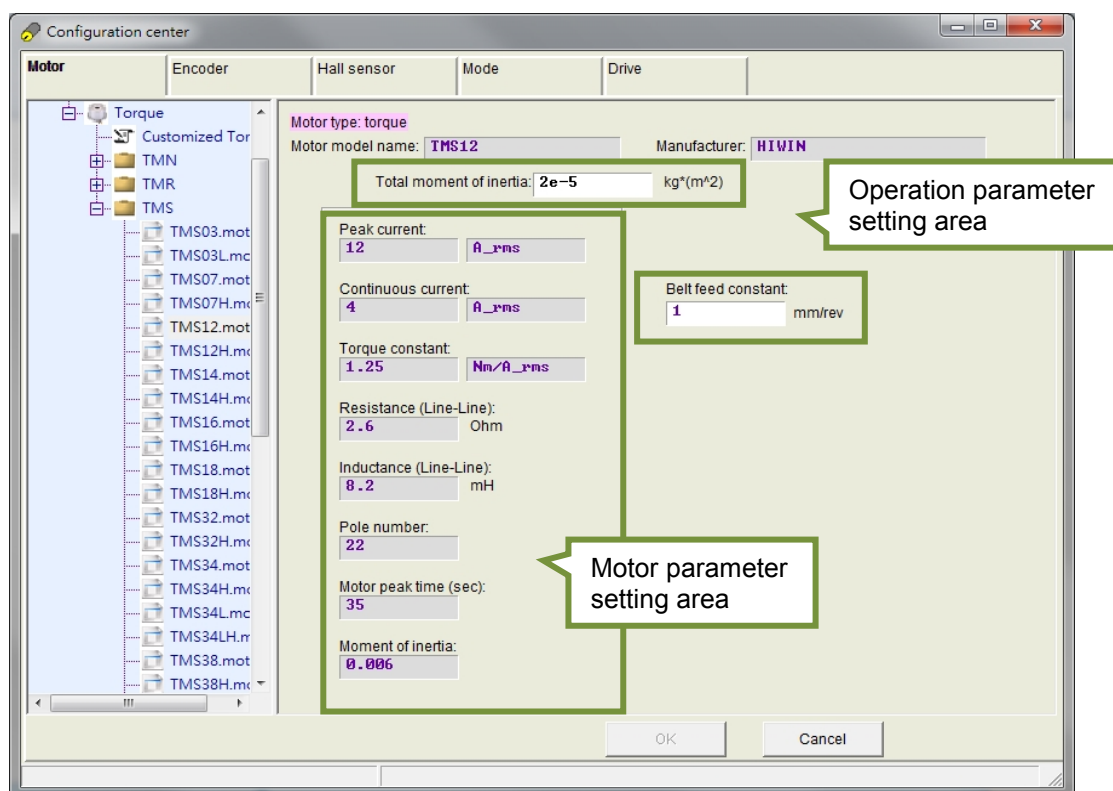 Configuration center
Motor Encoder Hall sensor Mode Drive
Torque
Customized Tor
TMN
TMR
TMS
TMS03.mot
TMS03L.mc
TMS07.mot
TMS07H.mc
TMS12.mot
TMS12H.mc
TMS14.mot
TMS14H.mc
TMS16.mot
TMS16H.mc
TMS18.mot
TMS18H.mc
TMS32.mot
TMS32H.mc
TMS34.mot
TMS34H.mc
TMS34L.mc
TMS34LH.m
TMS38.mot
TMS38H.mc
Motor type: torque
Motor model name: TMS12 Manufacturer: HIWIN
Total moment of inertia: 2e-5 kg*(m^2)
Operation parameter
setting area
Peak current:
12 A_rms
Continuous current:
4 A_rms
Belt feed constant:
1 mm/rev
Torque constant:
1.25 Nm/A_rms
Resistance (Line-Line):
2.6 Ohm
Inductance (Line-Line):
8.2 mH
Pole number:
22
Motor peak time (sec):
35
Motor parameter
setting area
Moment of inertia:
0.006
OK Cancel